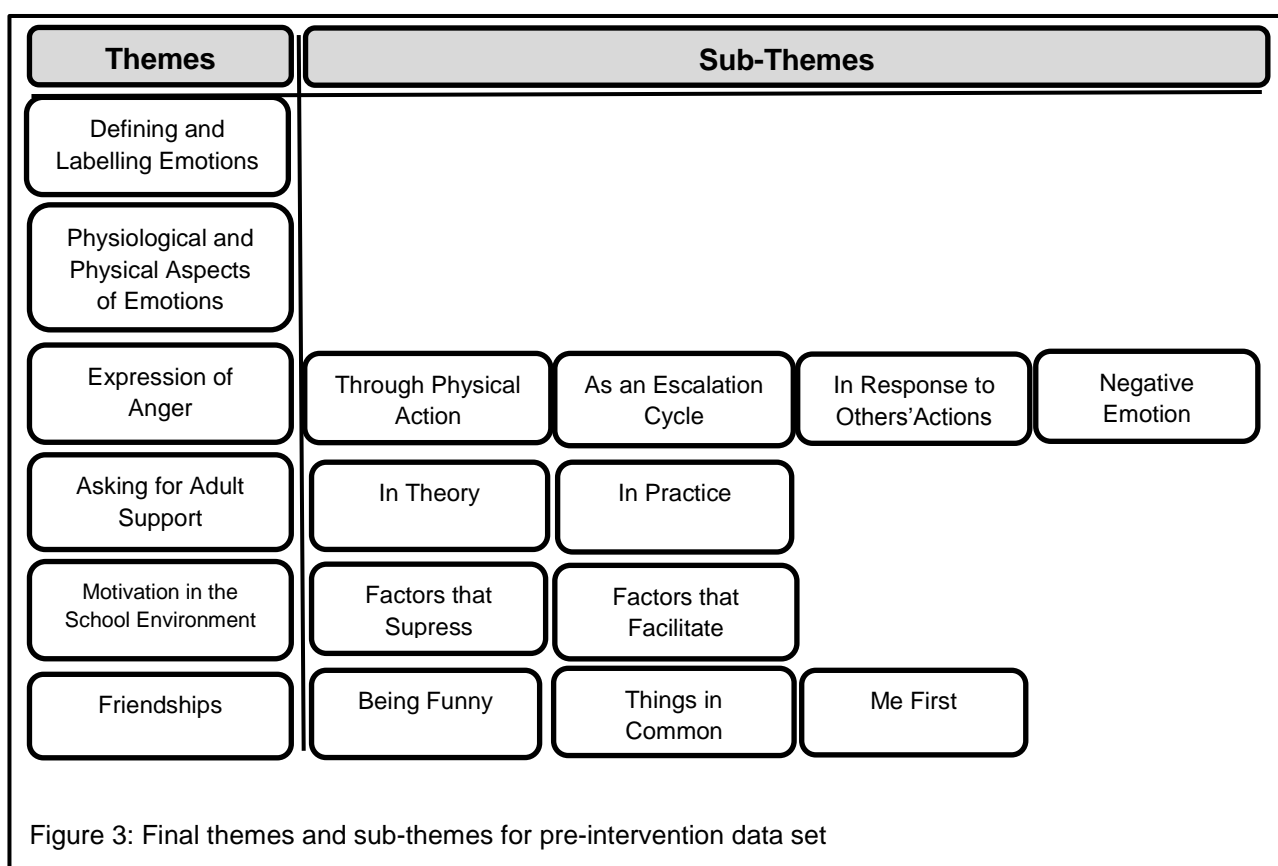 Themes
Sub-Themes
Defining and
Labelling Emotions
Physiological and
Physical Aspects
of Emotions
Expression of
Anger
Through Physical
Action
As an Escalation
Cycle
In Response to
Others'Actions
Negative
Emotion
Asking for Adult
Support
In Theory
In Practice
Motivation in the
School Environment
Factors that
Supress
Factors that
Facilitate
Friendships
Being Funny
Things in
Common
Me First
Figure 3: Final themes and sub-themes for pre-intervention data set